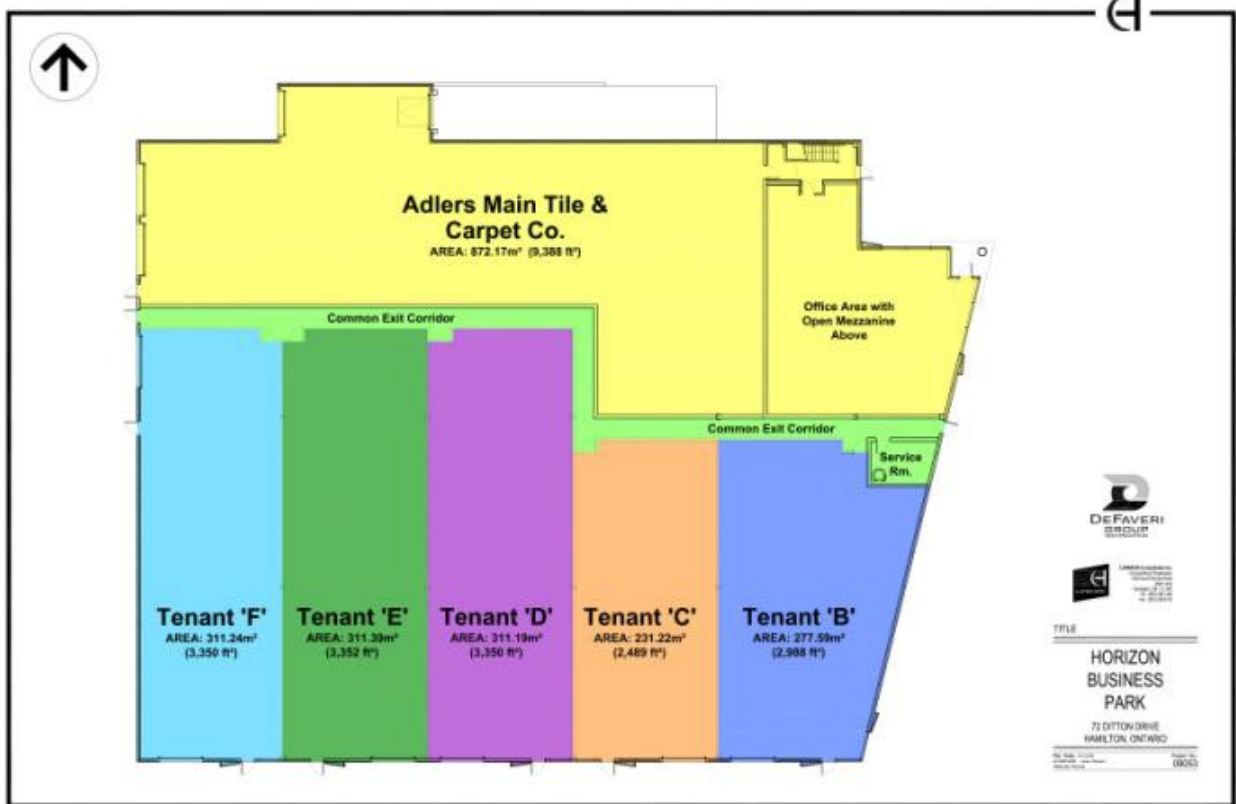 Adlers Main Tile &
Carpet Co.
AREA: 872.17m² (9,388 ft²)
Office Area with
Open Mezzanine
Above
Common Exit Corridor
Common Exit Corridor
Service
Rm.
Tenant 'F'
AREA: 311.24m²
(3,350 ft²)
Tenant 'E'
AREA: 311.39m²
(3,352 ft²)
Tenant 'D'
AREA: 311.19m²
(3,350 ft²)
Tenant 'C'
AREA: 231.22m²
(2,489 ft²)
Tenant 'B'
AREA: 277.59m²
(2,988 ft²)
DEFAVERI
GROUP
TITLE
HORIZON
BUSINESS
PARK
72 DITTON DRIVE
HAMILTON, ONTARIO
09053